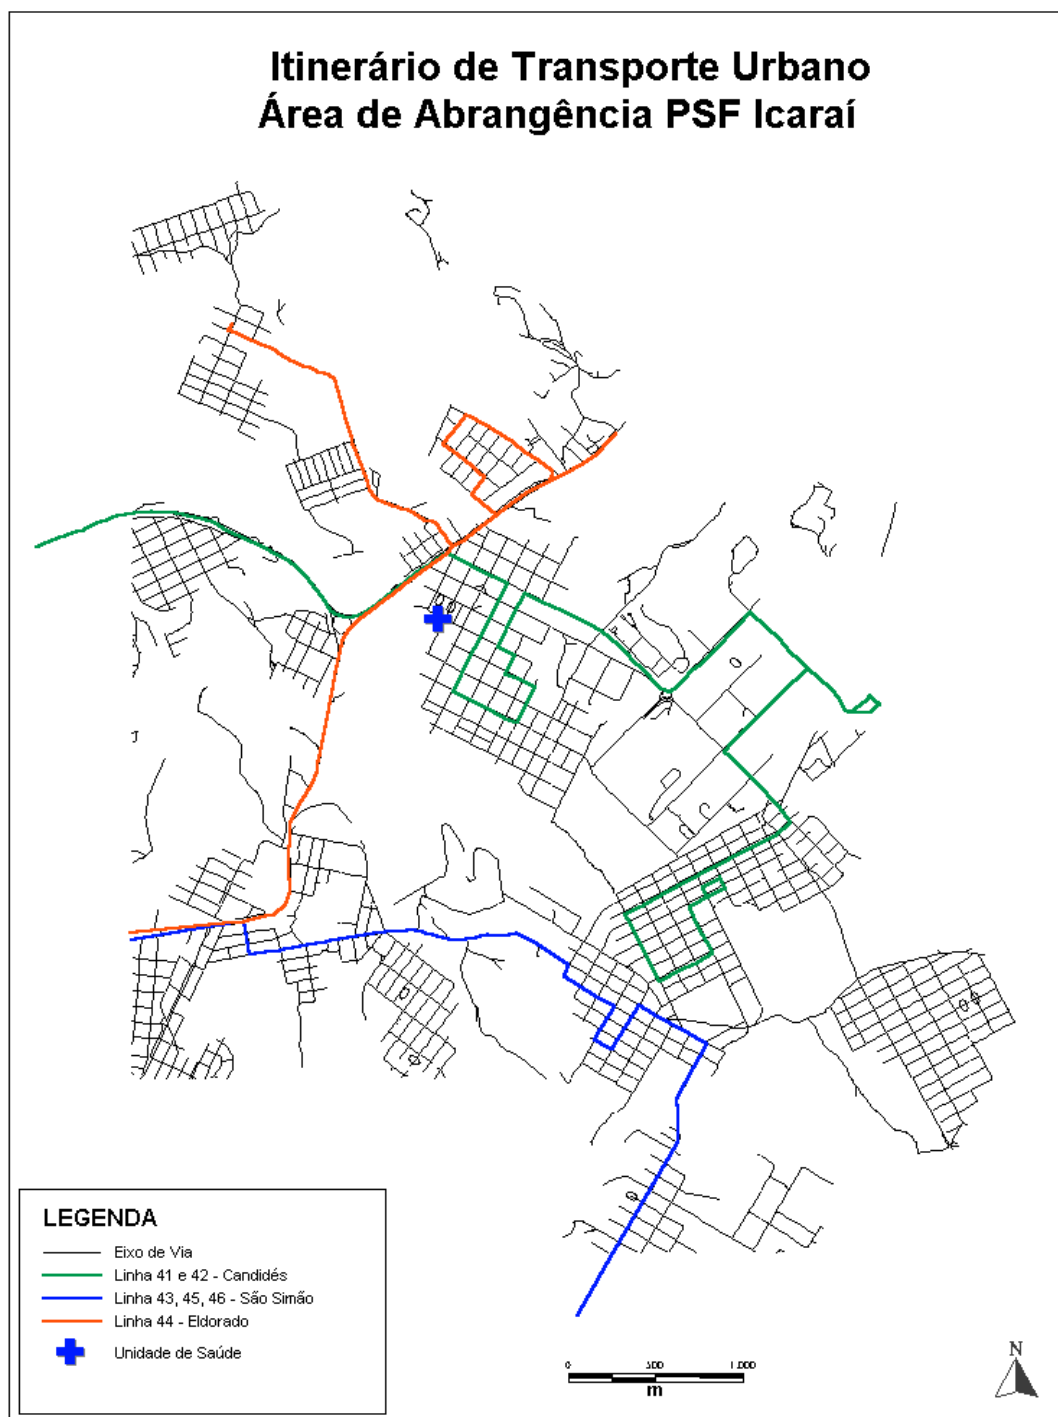 Itinerário de Transporte Urbano
Área de Abrangência PSF Icaraí
LEGENDA
Eixo de Via
Linha 41 e 42 - Candidés
Linha 43, 45, 46 - São Simão
Linha 44 - Eldorado
Unidade de Saúde
0 500 1.000
m
N